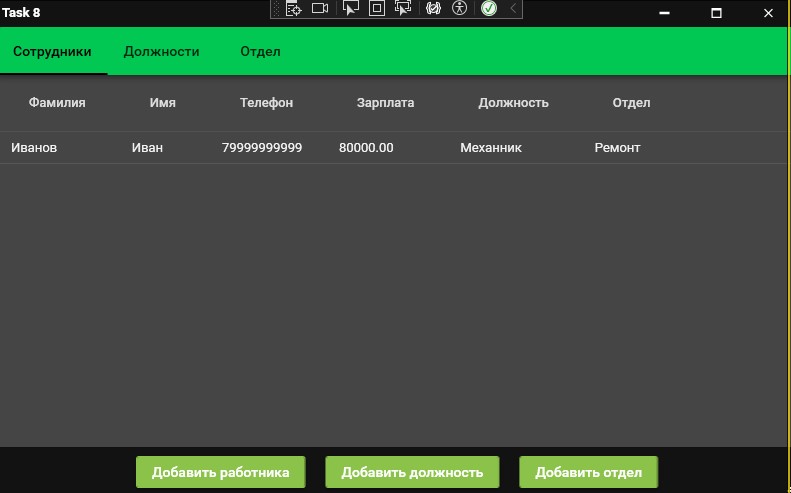 Task 8
Сотрудники Должности Отдел
Фамилия Имя Телефон Зарплата Должность Отдел
Иванов Иван 79999999999 80000.00 Механник Ремонт
Добавить работника Добавить должность Добавить отдел